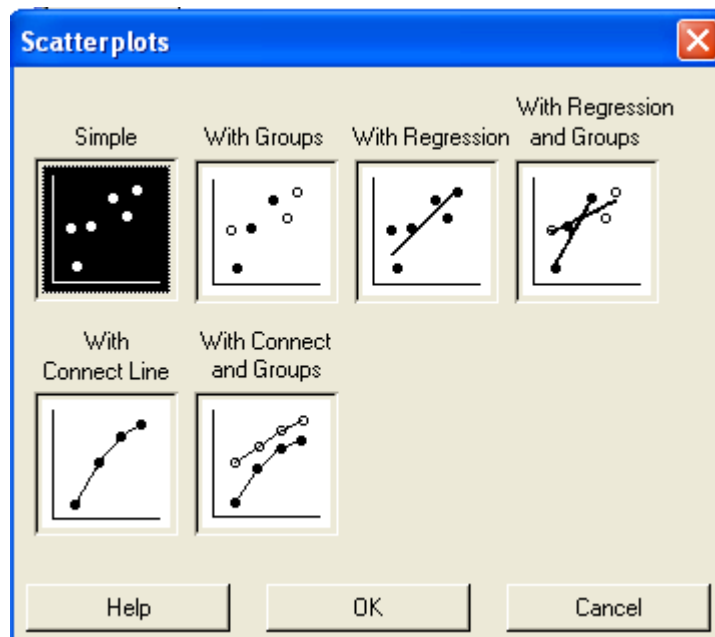 Scatterplots
Simple
With Groups
With Regression
With Regression
and Groups
With
Connect Line
With Connect
and Groups
Help
OK
Cancel